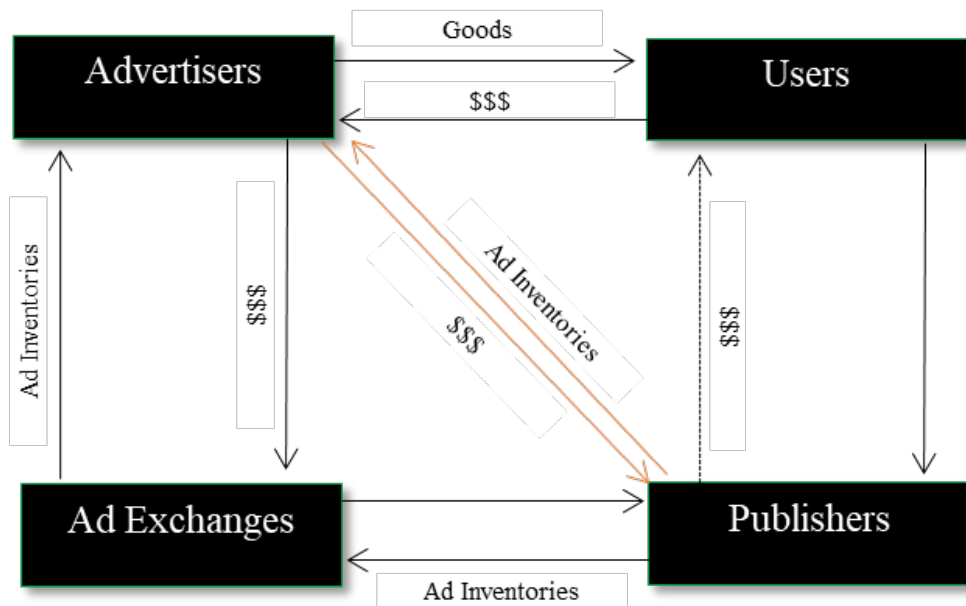 Goods
Advertisers
Users
$$$
Ad Inventories
$$$
Ad Inventories
$$$
$$$
Ad Exchanges
Publishers
Ad Inventories